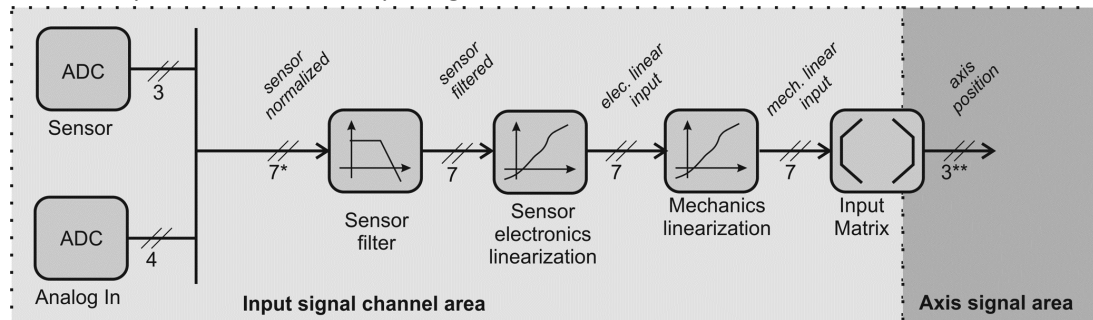 ADC
3
Sensor
ADC
4
Analog In
sensor
normalized
7*
Sensor
filter
sensor
filtered
7
Sensor
electronics
linearization
elec. linear
input
7
Mechanics
linearization
mech. linear
input
7
Input
Matrix
axis
position
3**
Input signal channel area
Axis signal area